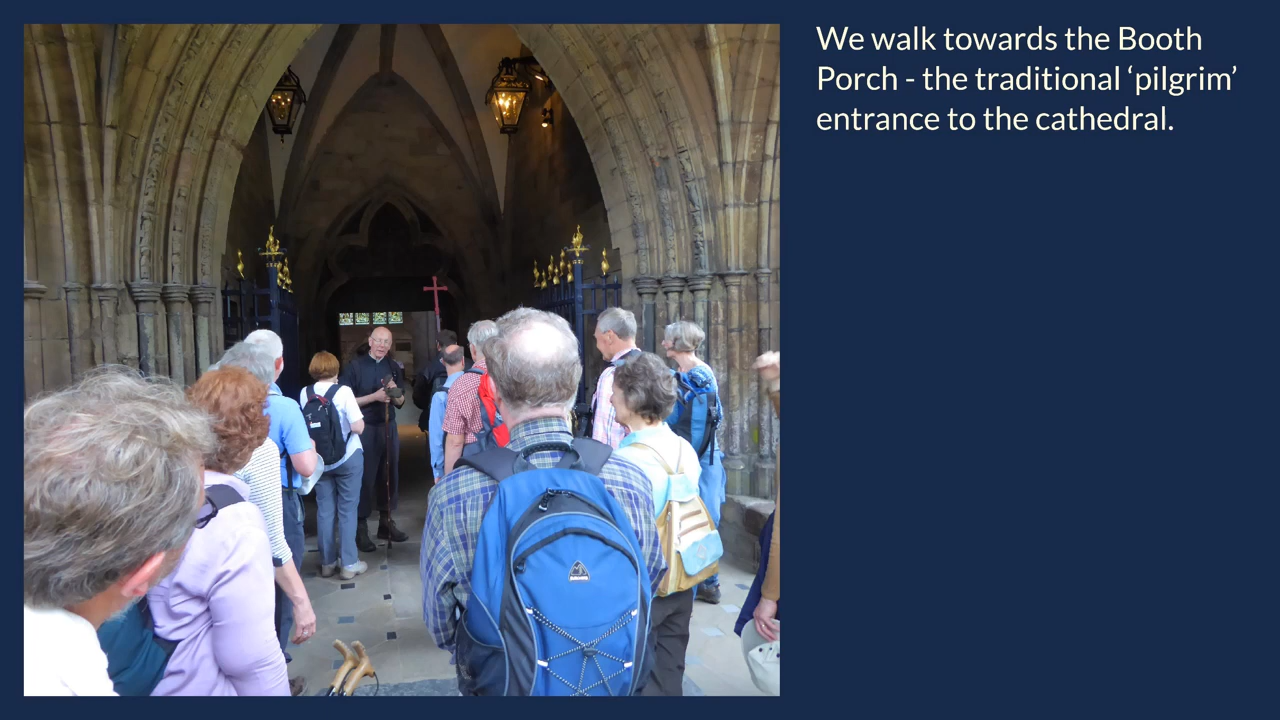 We walk towards the Booth
Porch - the traditional ‘pilgrim’
entrance to the cathedral.